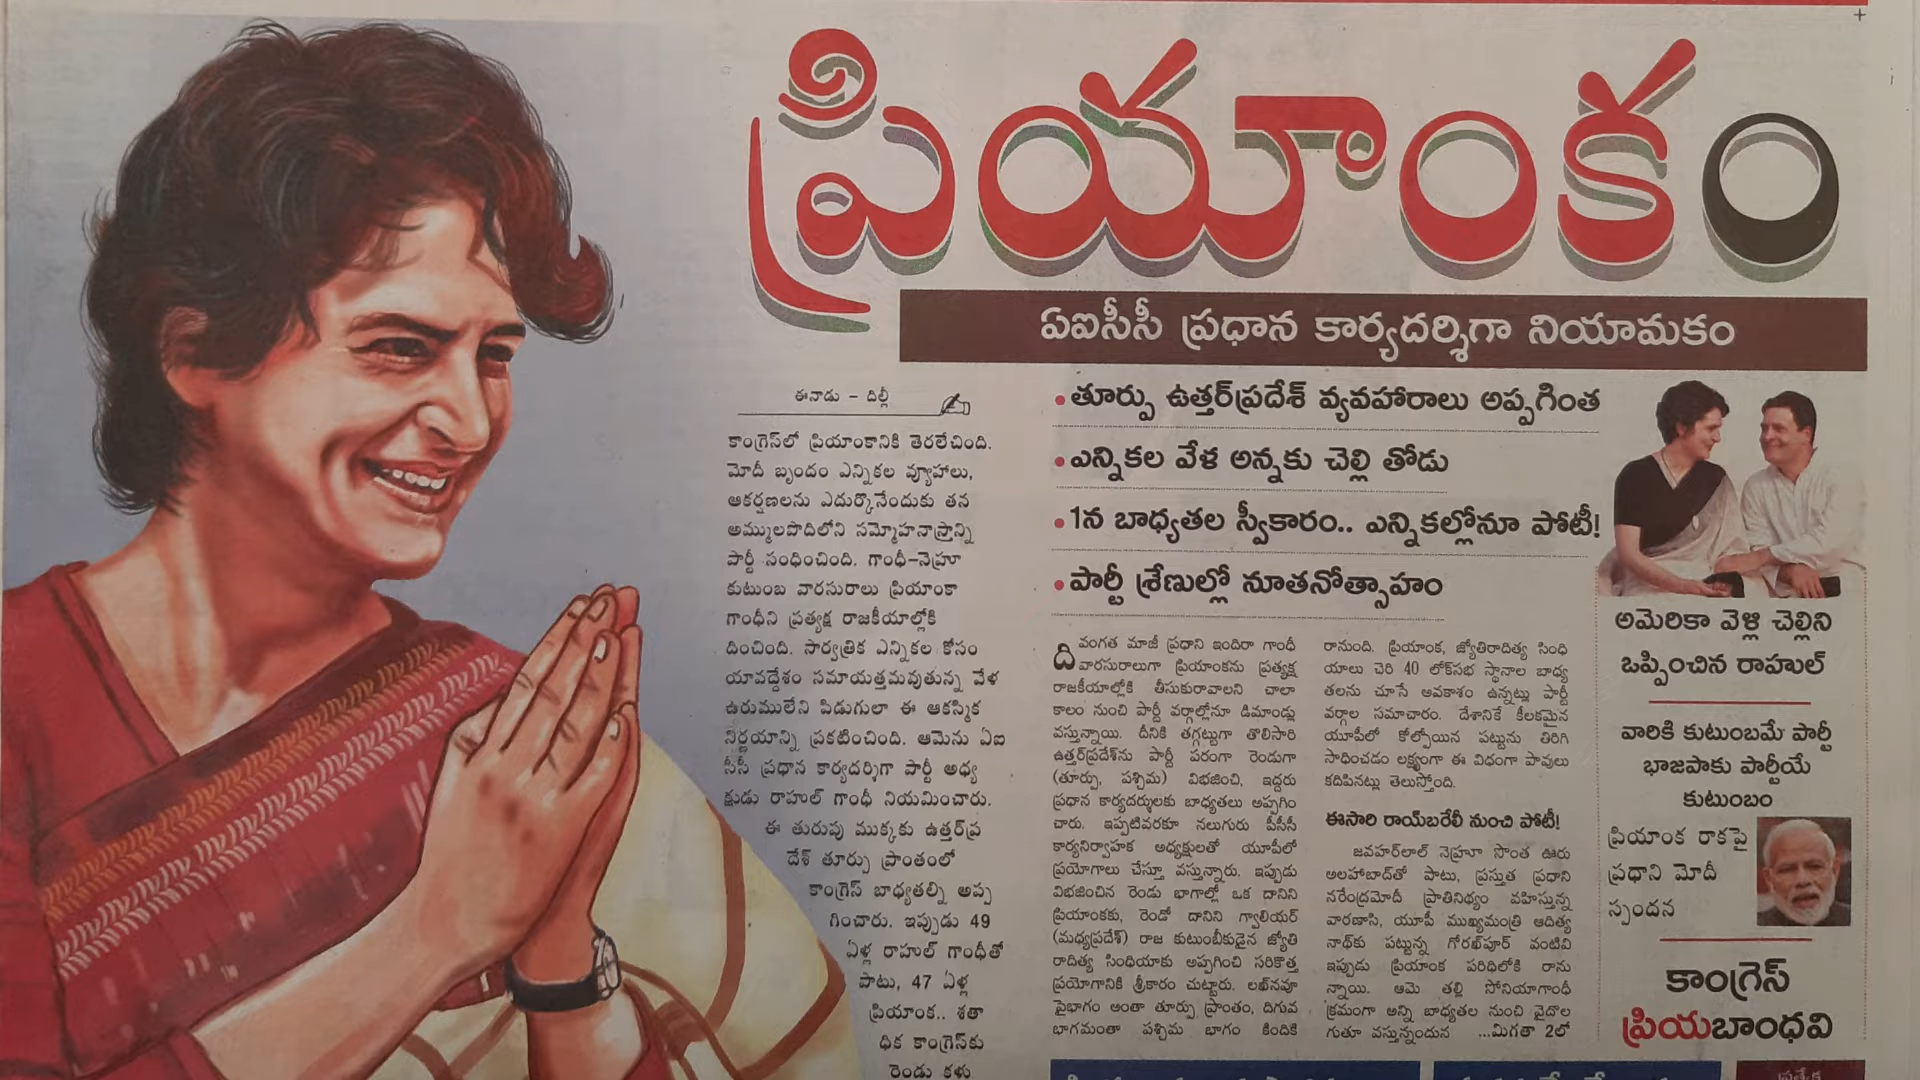 ప్రియాంకం
ఏఐసీసీ ప్రధాన కార్యదర్శిగా నియామకం
ఈనాడు - దిల్లీ
కాంగ్రెస్‌లో ప్రియాంకానికి తెరలేచింది.
మోదీ బృందం ఎన్నికల వ్యూహాలు,
ఆకర్షణలను ఎదుర్కొనేందుకు తన
అమ్ములపొదిలోని సమ్మోహనాస్త్రాన్ని
పార్టీ సంధించింది. గాంధీ-నెహ్రూ
కుటుంబ వారసురాలు ప్రియాంకా
గాంధీని ప్రత్యక్ష రాజకీయాల్లోకి
దించింది. సార్వత్రిక ఎన్నికల కోసం
యావద్దేశం సమాయత్తమవుతున్న వేళ
ఉరుములేని పిడుగులా ఈ ఆకస్మిక
నిర్ణయాన్ని ప్రకటించింది. ఆమెను ఏఐ
సీసీ ప్రధాన కార్యదర్శిగా పార్టీ అధ్య
క్షుడు రాహుల్ గాంధీ నియమించారు.
ఈ తురుపు ముక్కకు ఉత్తర్‌ప్ర
దేశ్ తూర్పు ప్రాంతంలో
కాంగ్రెస్ బాధ్యతల్ని అప్ప
గించారు. ఇప్పుడు 49
ఏళ్ల రాహుల్ గాంధీతో
పాటు, 47 ఏళ్ల
ప్రియాంక.. శతా
ధిక కాంగ్రెస్‌కు
రెండు కళ్లు
•తూర్పు ఉత్తర్‌ప్రదేశ్ వ్యవహారాలు అప్పగింత
•ఎన్నికల వేళ అన్నకు చెల్లి తోడు
•1న బాధ్యతల స్వీకారం.. ఎన్నికల్లోనూ పోటీ!
•పార్టీ శ్రేణుల్లో నూతనోత్సాహం
దివంగత మాజీ ప్రధాని ఇందిరా గాంధీ
వారసురాలుగా ప్రియాంకను ప్రత్యక్ష
రాజకీయాల్లోకి తీసుకురావాలని చాలా
కాలం నుంచి పార్టీ వర్గాల్లోనూ డిమాండ్లు
వస్తున్నాయి. దీనికి తగ్గట్టుగా తొలిసారి
ఉత్తర్‌ప్రదేశ్‌ను పార్టీ పరంగా రెండుగా
(తూర్పు, పశ్చిమ) విభజించి, ఇద్దరు
ప్రధాన కార్యదర్శులకు బాధ్యతలు అప్పగిం
చారు. ఇప్పటివరకూ నలుగురు పీసీసీ
కార్యనిర్వాహక అధ్యక్షులతో యూపీలో
ప్రయోగాలు చేస్తూ వస్తున్నారు. ఇప్పుడు
విభజించిన రెండు భాగాల్లో ఒక దానిని
ప్రియాంకకు, రెండో దానిని గ్వాలియర్
(మధ్యప్రదేశ్) రాజ కుటుంబీకుడైన జ్యోతి
రాదిత్య సింధియాకు అప్పగించి సరికొత్త
ప్రయోగానికి శ్రీకారం చుట్టారు. లఖ్‌నవూ
పైభాగం అంతా తూర్పు ప్రాంతం, దిగువ
భాగమంతా పశ్చిమ భాగం కిందికి
రానుంది. ప్రియాంక, జ్యోతిరాదిత్య సింధి
యాలు చెరి 40 లోక్‌సభ స్థానాల బాధ్య
తలను చూసే అవకాశం ఉన్నట్లు పార్టీ
వర్గాల సమాచారం. దేశానికే కీలకమైన
యూపీలో కోల్పోయిన పట్టును తిరిగి
సాధించడం లక్ష్యంగా ఈ విధంగా పావులు
కదిపినట్లు తెలుస్తోంది.
ఈసారి రాయ్‌బరేలీ నుంచి పోటీ!
జవహర్‌లాల్ నెహ్రూ సొంత ఊరు
అలహాబాద్‌తో పాటు, ప్రస్తుత ప్రధాని
నరేంద్రమోదీ ప్రాతినిధ్యం వహిస్తున్న
వారణాసి, యూపీ ముఖ్యమంత్రి ఆదిత్య
నాథ్‌కు పట్టున్న గోరఖ్‌పూర్ వంటివి
ఇప్పుడు ప్రియాంక పరిధిలోకి రాను
న్నాయి. ఆమె తల్లి సోనియాగాంధీ
క్రమంగా అన్ని బాధ్యతల నుంచి వైదొల
గుతూ వస్తున్నందున ...మిగతా 2లో
అమెరికా వెళ్లి చెల్లిని
ఒప్పించిన రాహుల్
వారికి కుటుంబమే పార్టీ
భాజపాకు పార్టీయే
కుటుంబం
ప్రియాంక రాకపై
ప్రధాని మోదీ
స్పందన
కాంగ్రెస్
ప్రియబాంధవి